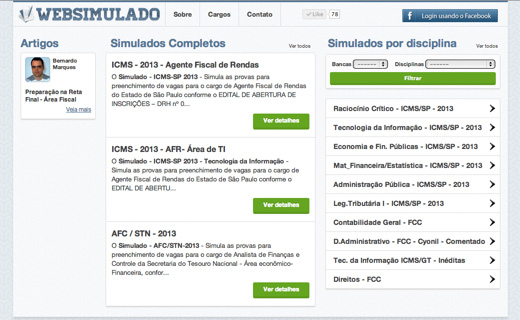 WEBSIMULADO
Sobre
Cargos
Contato
Like
78
Login usando o Facebook
Artigos
Bernardo
Marques
Preparação na Reta
Final - Área Fiscal
Veja mais
Simulados Completos
Ver todos
ICMS - 2013 - Agente Fiscal de Rendas
O Simulado - ICMS-SP 2013 - Simula as provas para
preenchimento de vagas para o cargo de Agente Fiscal de Rendas
do Estado de São Paulo conforme o EDITAL DE ABERTURA DE
INSCRIÇÕES – DRH nº 0...
Ver detalhes
ICMS - 2013 - AFR- Área de TI
O Simulado - ICMS-SP 2013 - Tecnologia da Informação -
Simula as provas para preenchimento de vagas para o cargo de
Agente Fiscal de Rendas do Estado de São Paulo conforme o
EDITAL DE ABERTU...
Ver detalhes
AFC / STN - 2013
O Simulado - AFC/STN-2013 - Simula as provas para
preenchimento de vagas para o cargo de Analista de Finanças e
Controle da Secretaria do Tesouro Nacional - Área econômico-
Financeira, confor...
Ver detalhes
Simulados por disciplina
Ver todos
Bancas ------ Disciplinas ------
Filtrar
Raciocínio Crítico - ICMS/SP - 2013
Tecnologia da Informação - ICMS/SP - 2013
Economia e Fin. Públicas - ICMS/SP - 2013
Mat_Financeira/Estatística - ICMS/SP - 2013
Administração Pública - ICMS/SP - 2013
Leg.Tributária I - ICMS/SP - 2013
Contabilidade Geral - FCC
D.Administrativo - FCC - Cyonil - Comentado
Tec. da Informação ICMS/GT - Inéditas
Direitos - FCC